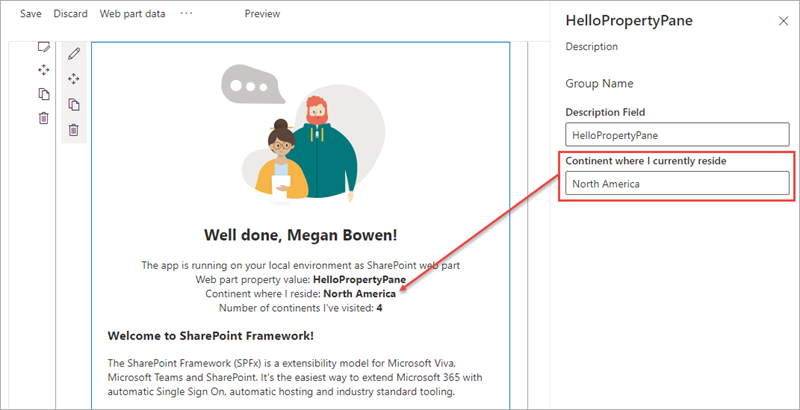 Save Discard Web part data ··· Preview
Well done, Megan Bowen!
The app is running on your local environment as SharePoint web part
Web part property value: HelloPropertyPane
Continent where I reside: North America
Number of continents I've visited: 4
Welcome to SharePoint Framework!
The SharePoint Framework (SPFx) is a extensibility model for Microsoft Viva,
Microsoft Teams and SharePoint. It's the easiest way to extend Microsoft 365 with
automatic Single Sign On, automatic hosting and industry standard tooling.
HelloPropertyPane
Description
Group Name
Description Field
HelloPropertyPane
Continent where I currently reside
North America